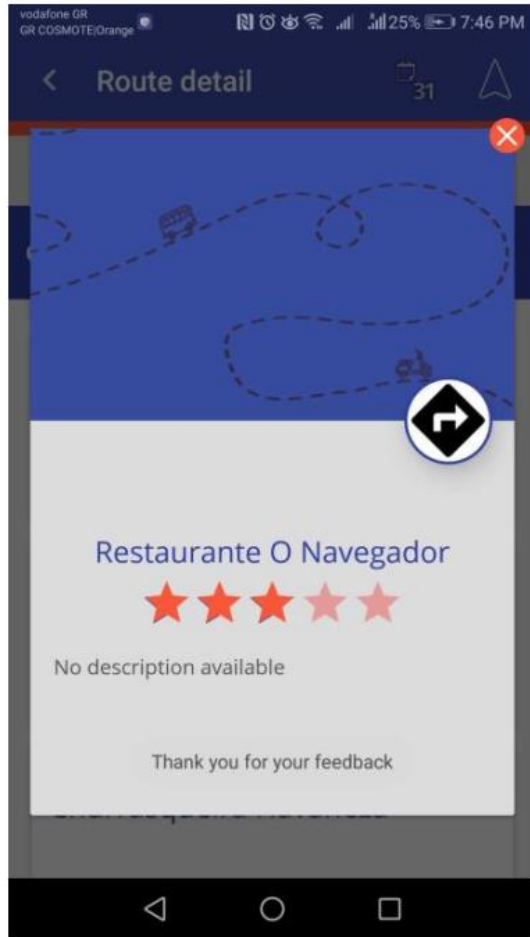 vodafone GR
GR COSMOTE|Orange
25%
7:46 PM
Route detail
31
Restaurante O Navegador
No description available
Thank you for your feedback